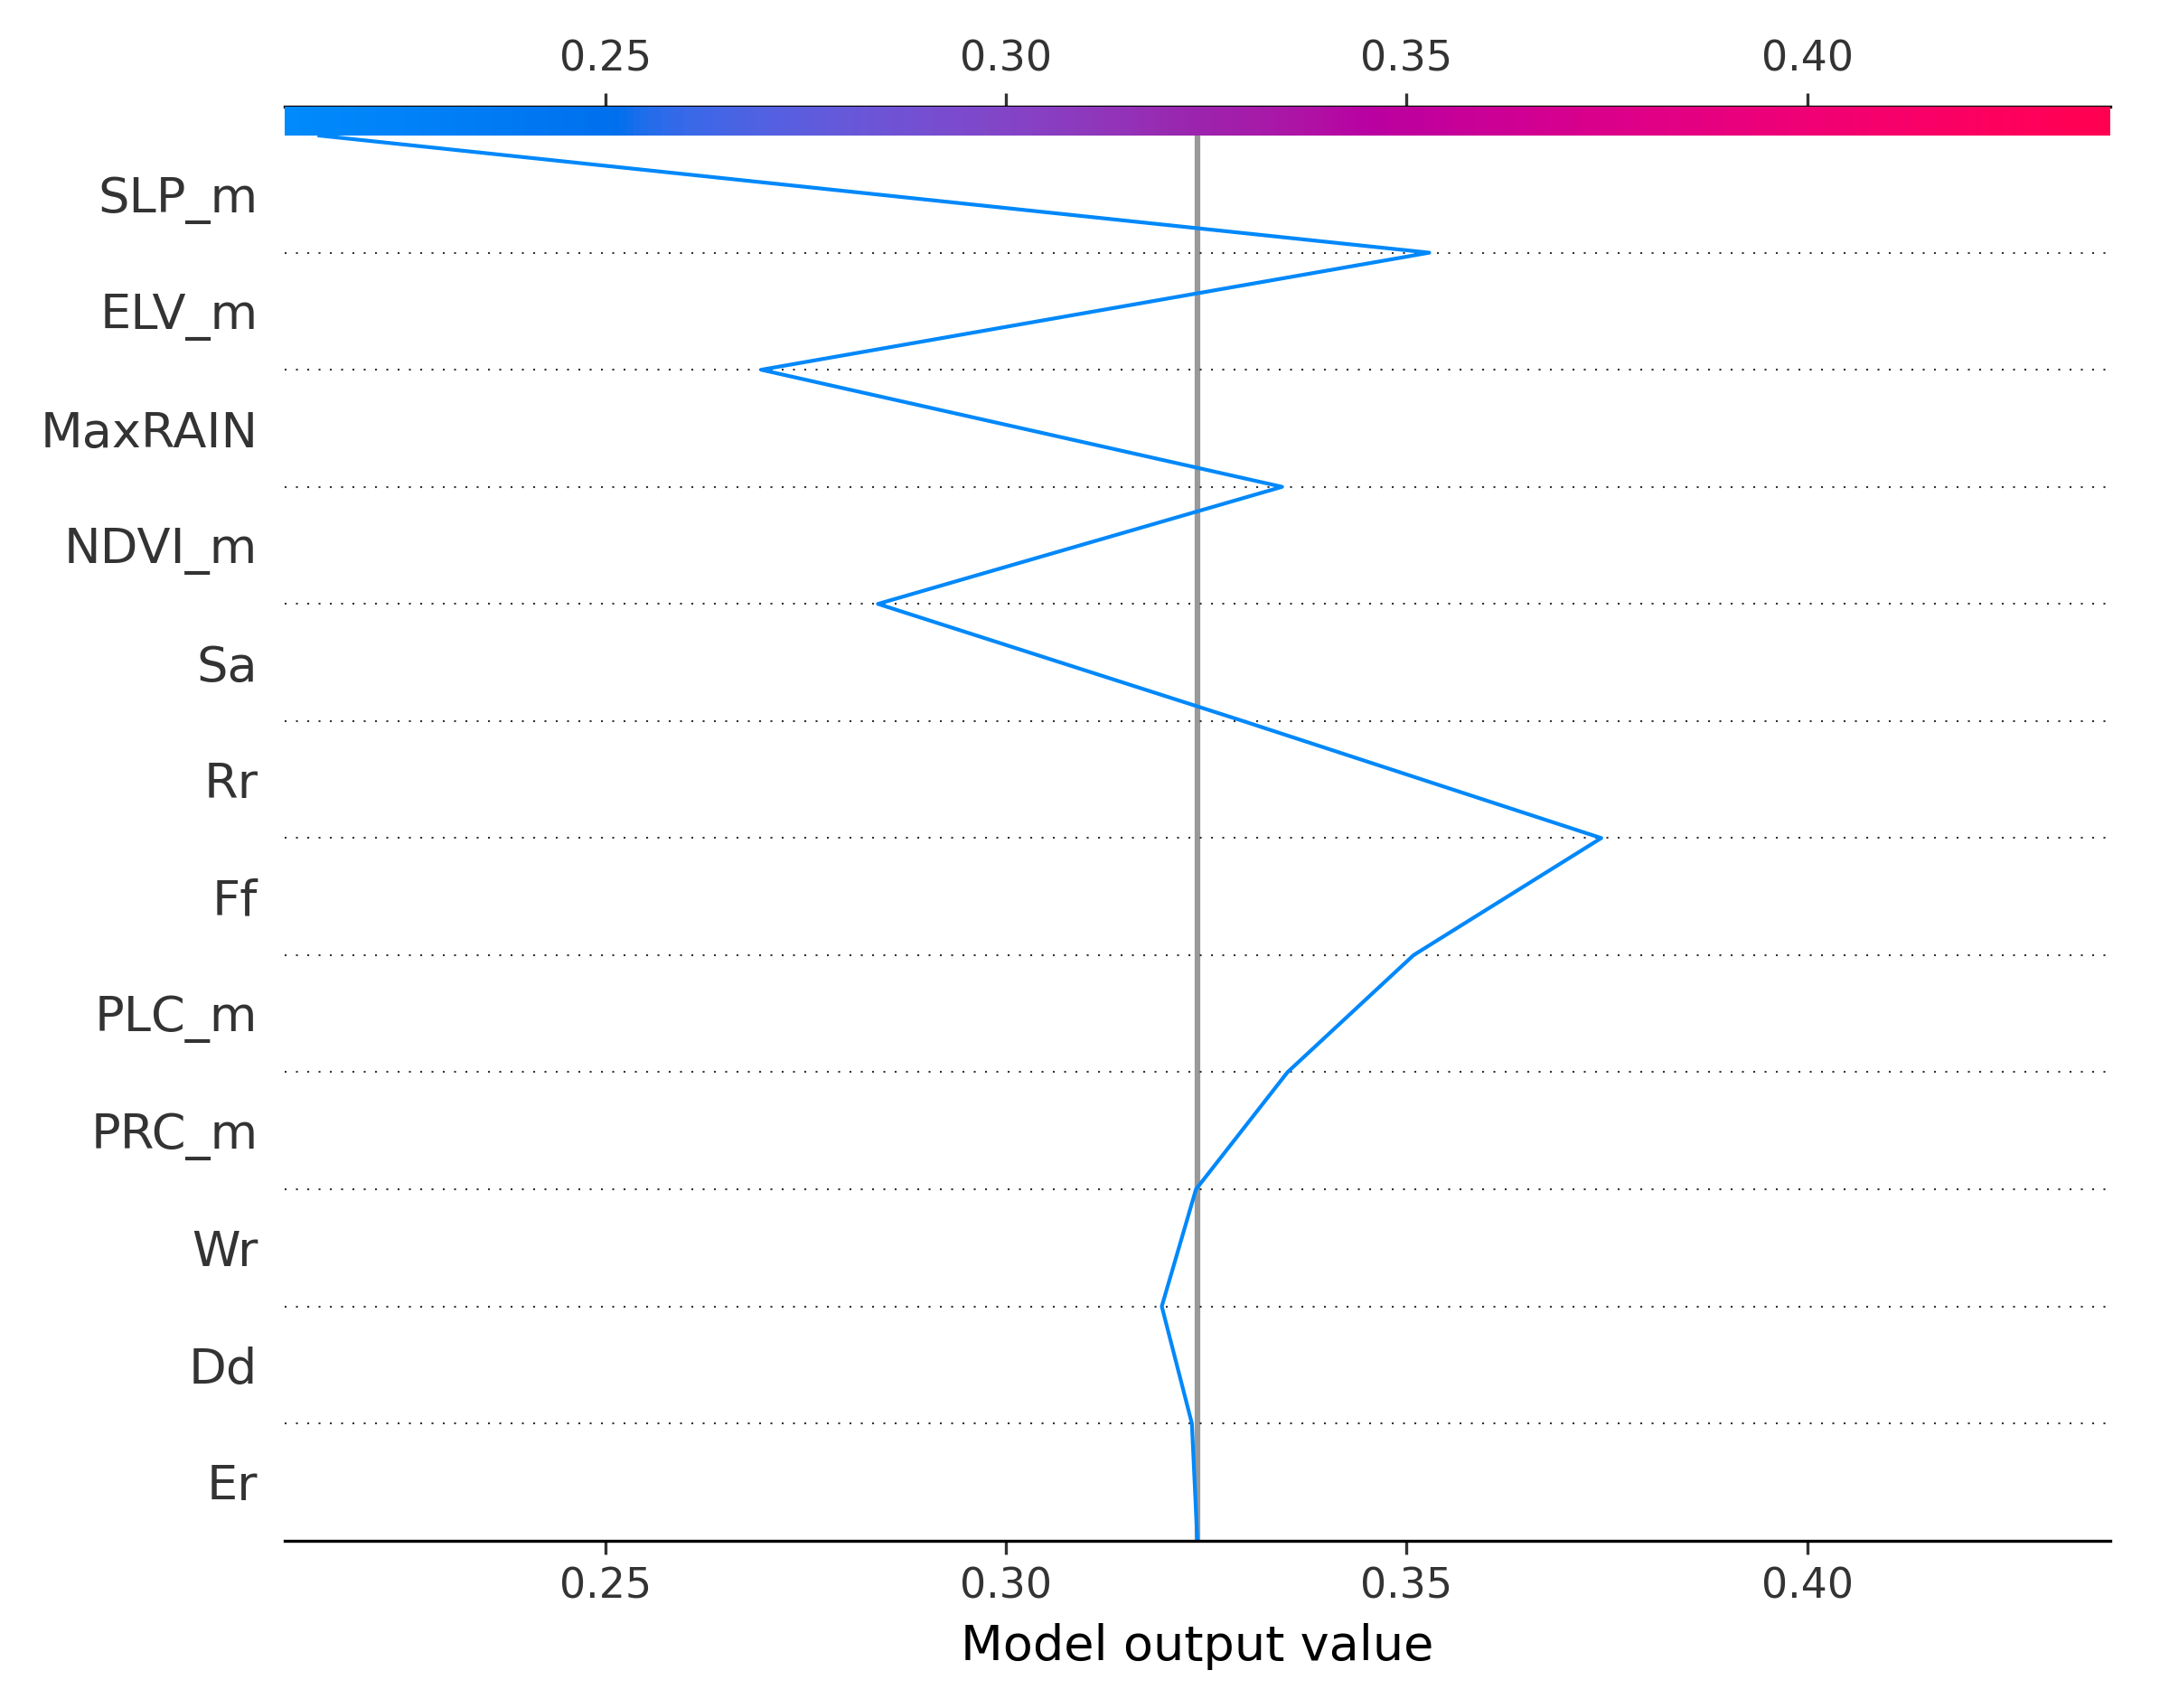 0.25 0.30 0.35 0.40
SLP_m
ELV_m
MaxRAIN
NDVI_m
Sa
Rr
Ff
PLC_m
PRC_m
Wr
Dd
Er
0.25 0.30 0.35 0.40
Model output value